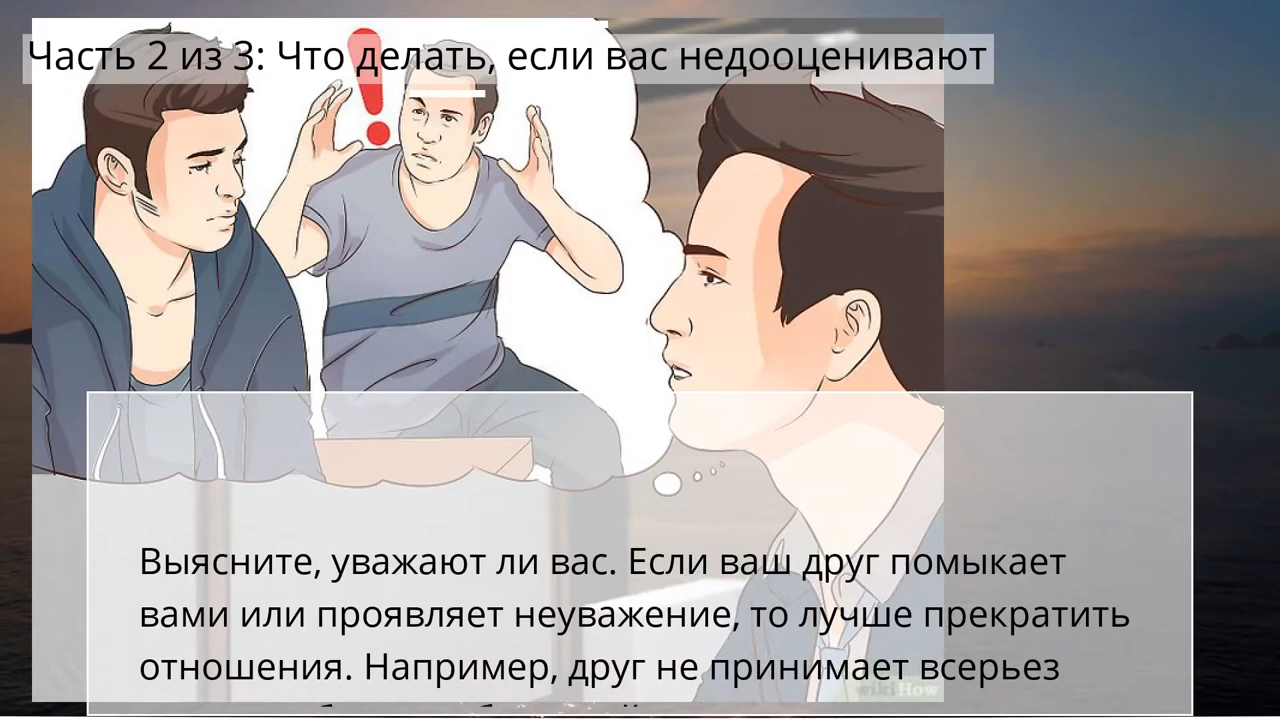 Часть 2 из 3: Что делать, если вас недооценивают
Выясните, уважают ли вас. Если ваш друг помыкает
вами или проявляет неуважение, то лучше прекратить
отношения. Например, друг не принимает всерьез
wikiHow